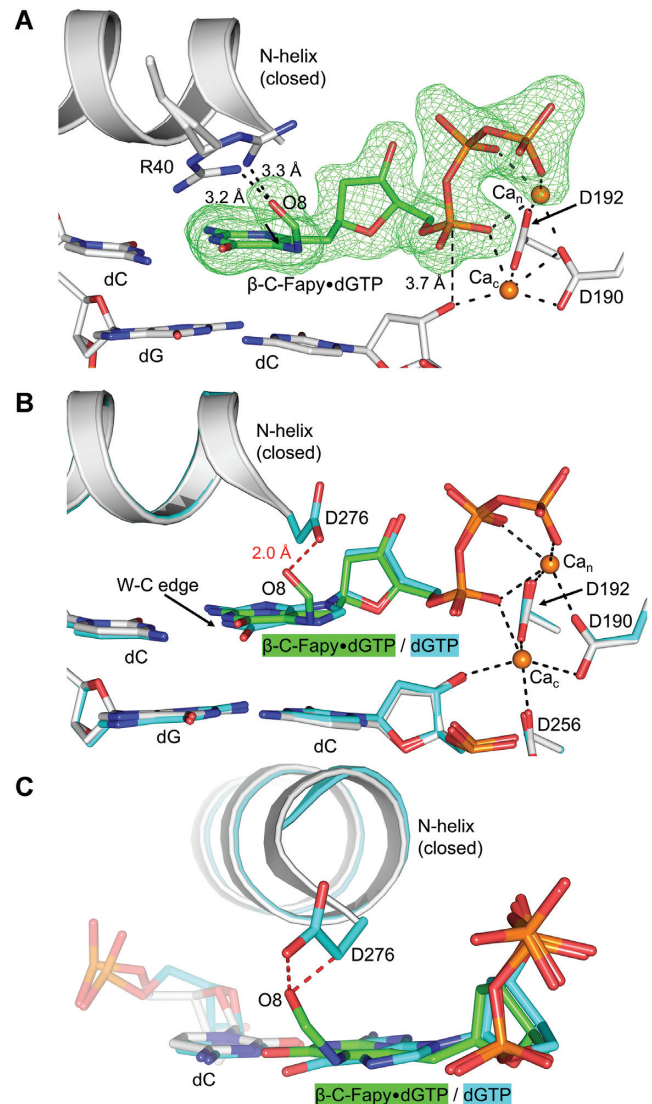 A
N-helix
(closed)
R40
3.3 Å
3.2 Å
O8
Caₙ
D192
β-C-Fapy•dGTP
3.7 Å
Ca꜀
D190
dC
dG
dC
B
N-helix
(closed)
D276
2.0 Å
O8
W-C edge
Caₙ
D192
D190
β-C-Fapy•dGTP / dGTP
dC
Ca꜀
dG
dC
D256
C
N-helix
(closed)
D276
O8
dC
β-C-Fapy•dGTP / dGTP